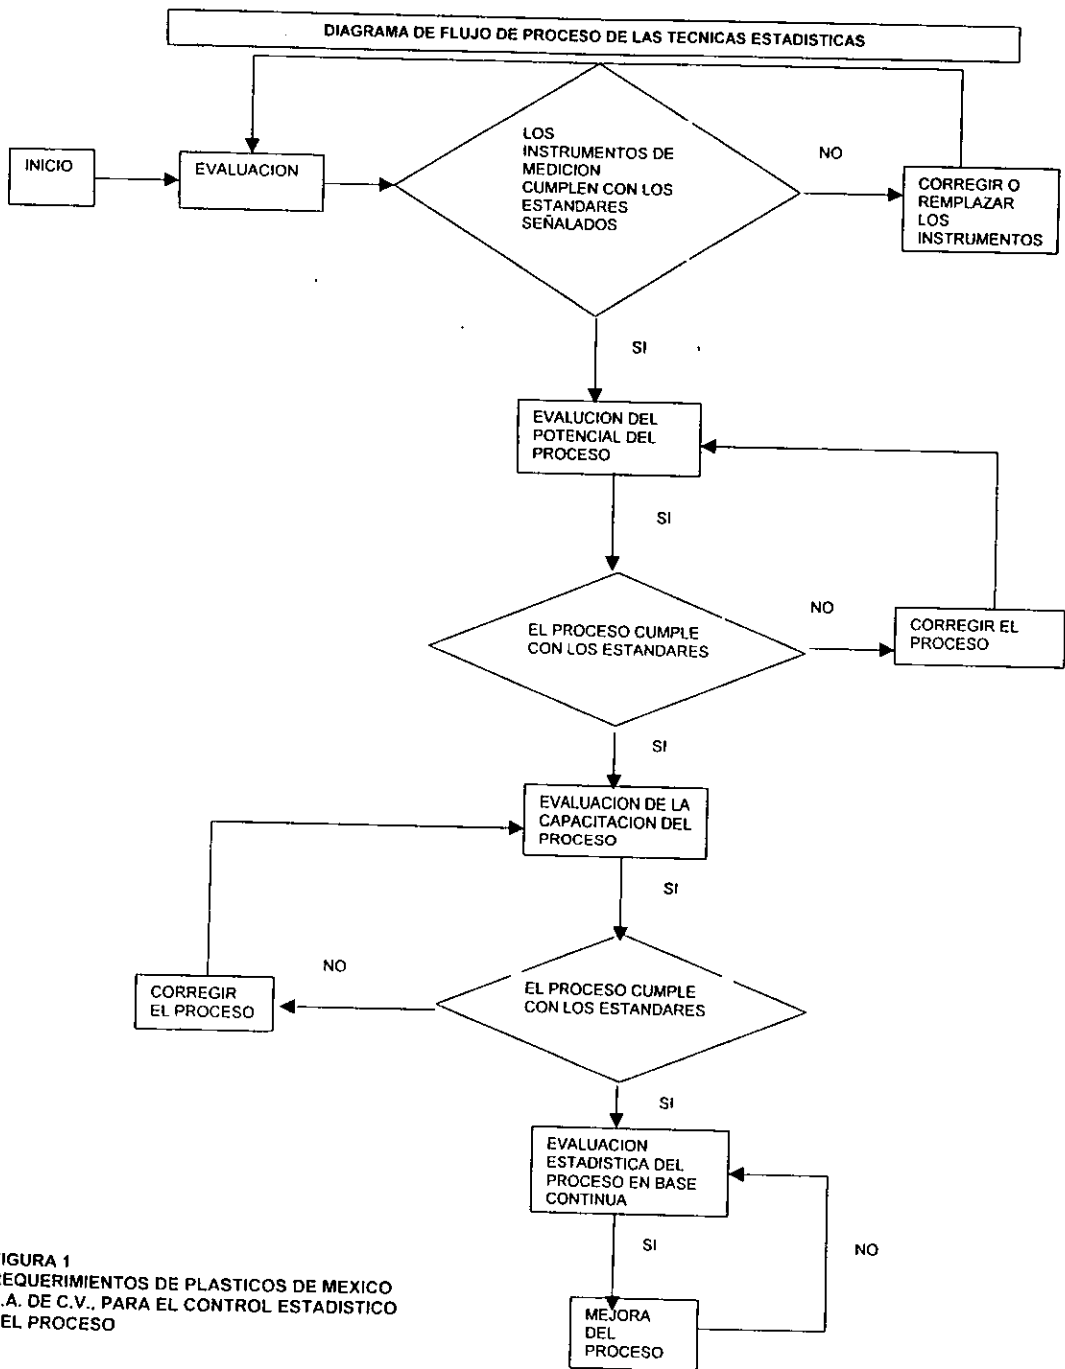 DIAGRAMA DE FLUJO DE PROCESO DE LAS TECNICAS ESTADISTICAS
INICIO
EVALUACION
LOS
INSTRUMENTOS DE
MEDICION
CUMPLEN CON LOS
ESTANDARES
SEÑALADOS
NO
CORREGIR O
REMPLAZAR
LOS
INSTRUMENTOS
SI
EVALUCION DEL
POTENCIAL DEL
PROCESO
SI
EL PROCESO CUMPLE
CON LOS ESTANDARES
NO
CORREGIR EL
PROCESO
SI
EVALUACION DE LA
CAPACITACION DEL
PROCESO
SI
EL PROCESO CUMPLE
CON LOS ESTANDARES
NO
CORREGIR
EL PROCESO
SI
EVALUACION
ESTADISTICA DEL
PROCESO EN BASE
CONTINUA
SI
NO
MEJORA
DEL
PROCESO
IGURA 1
EQUERIMIENTOS DE PLASTICOS DE MEXICO
.A. DE C.V., PARA EL CONTROL ESTADISTICO
EL PROCESO